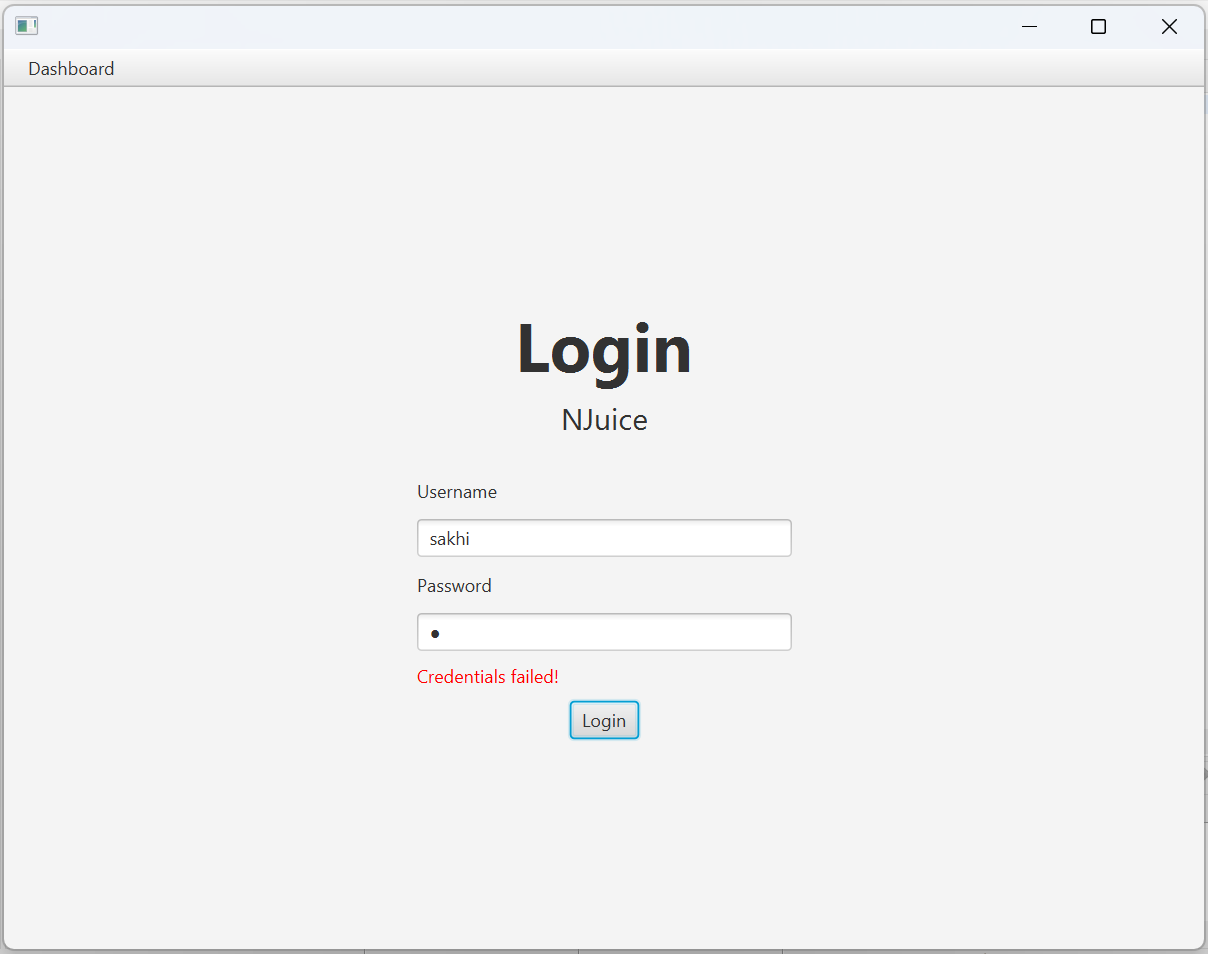 Dashboard
Login
NJuice
Username
sakhi
Password
●
Credentials failed!
Login